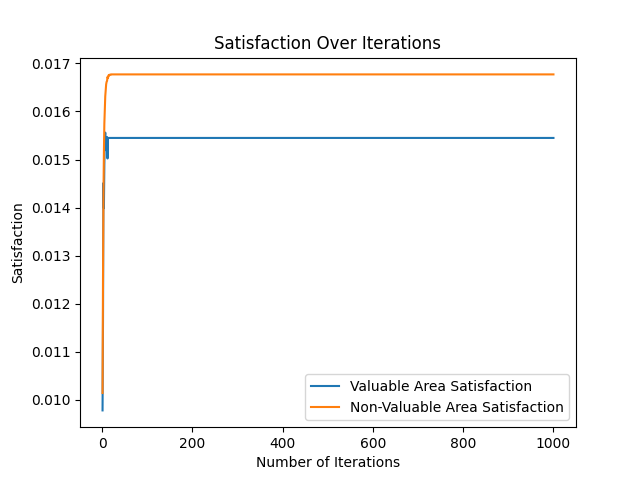 Satisfaction Over Iterations
0.017
0.016
0.015
0.014
0.013
0.012
0.011
0.010
Satisfaction
0 200 400 600 800 1000
Number of Iterations
Valuable Area Satisfaction
Non-Valuable Area Satisfaction